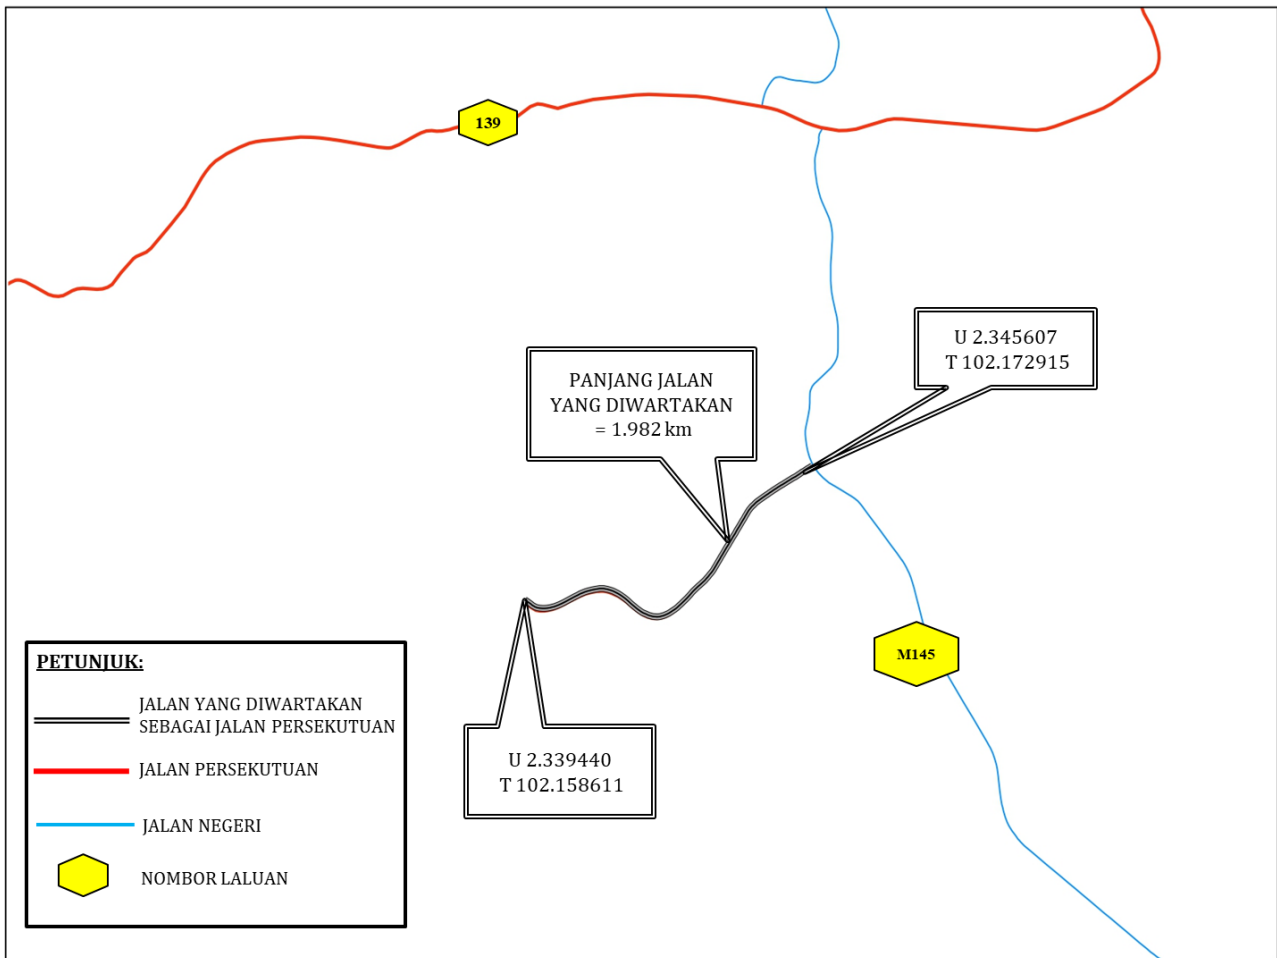 139
U 2.345607
T 102.172915
PANJANG JALAN
YANG DIWARTAKAN
= 1.982 km
M145
PETUNJUK:
JALAN YANG DIWARTAKAN
SEBAGAI JALAN PERSEKUTUAN
JALAN PERSEKUTUAN
JALAN NEGERI
NOMBOR LALUAN
U 2.339440
T 102.158611